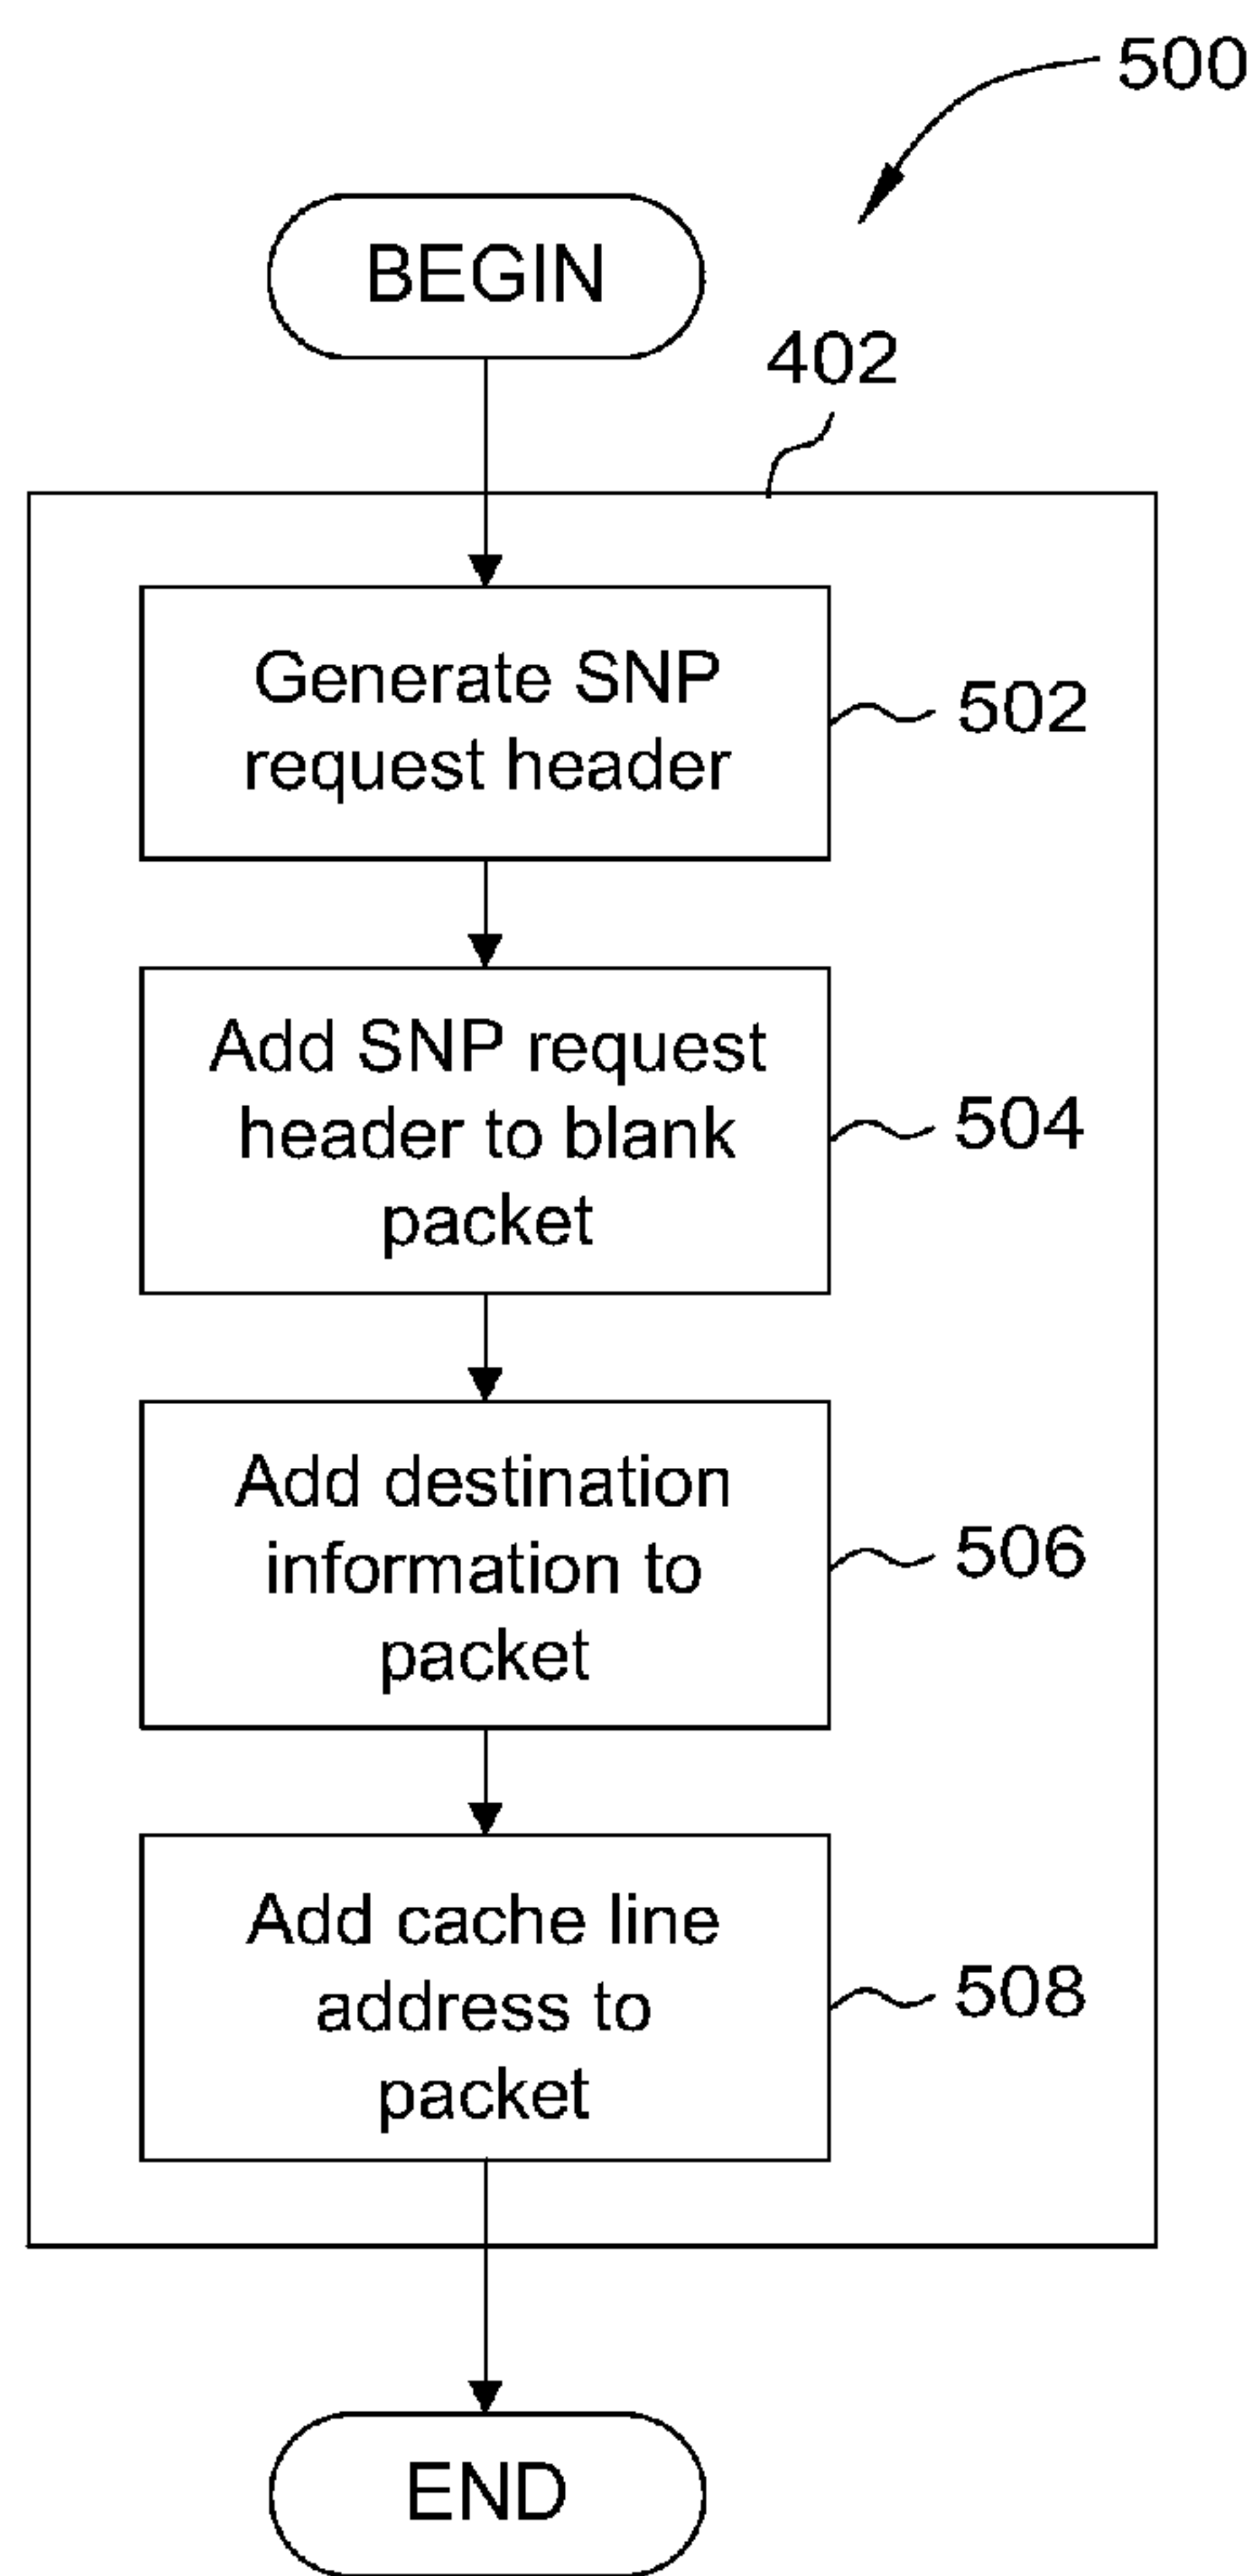 500
BEGIN
402
Generate SNP
request header
502
Add SNP request
header to blank
packet
504
Add destination
information to
packet
506
Add cache line
address to
packet
508
END